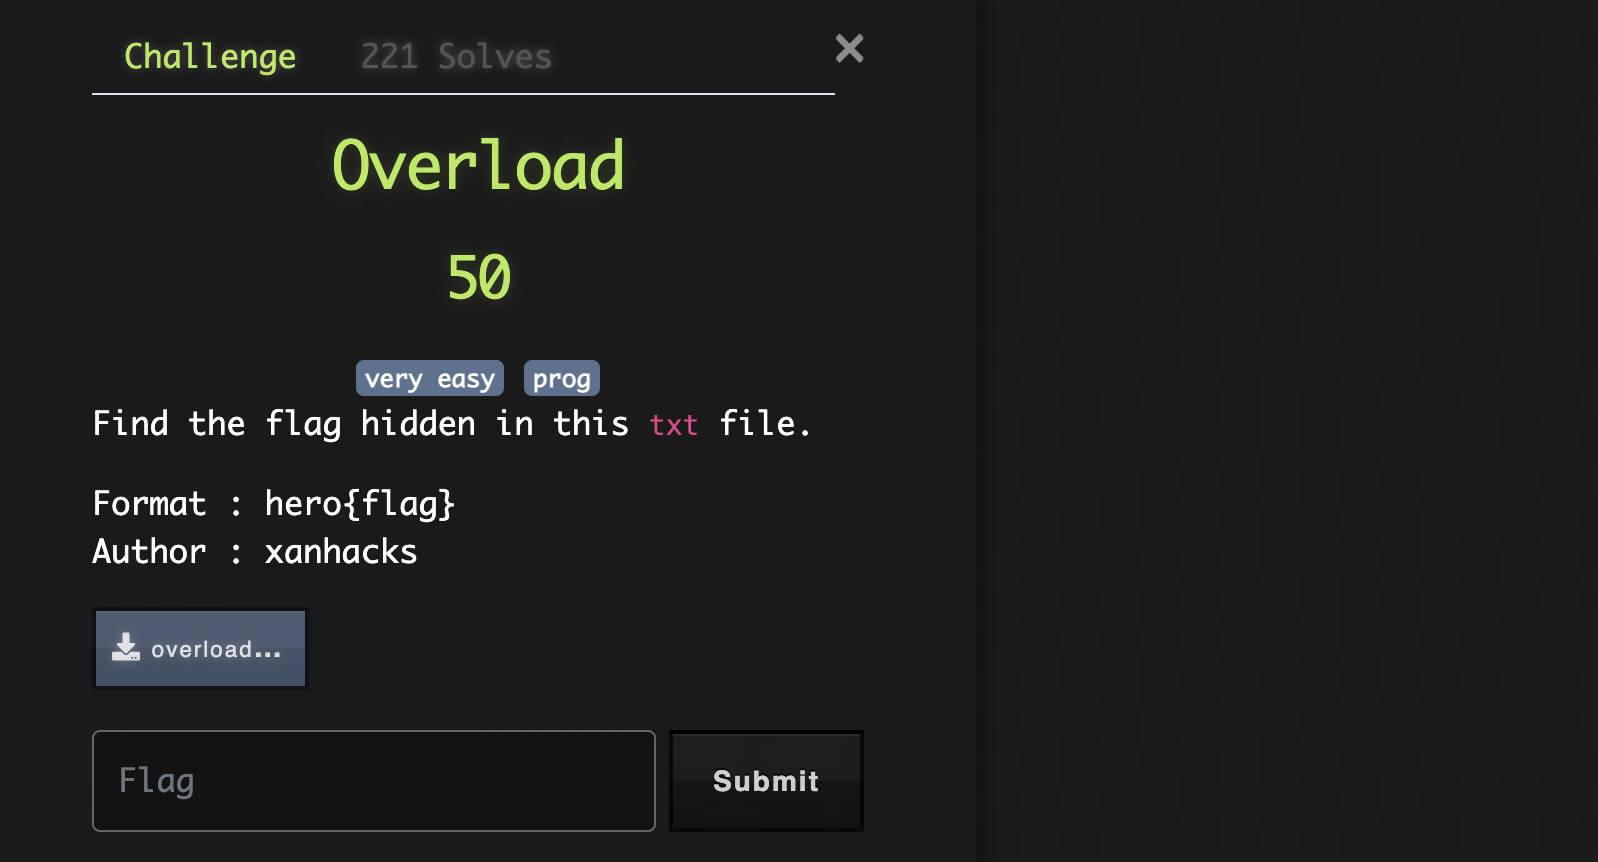 Challenge 221 Solves ×
Overload
50
very easy prog
Find the flag hidden in this txt file.
Format : hero{flag}
Author : xanhacks
overload...
Flag Submit